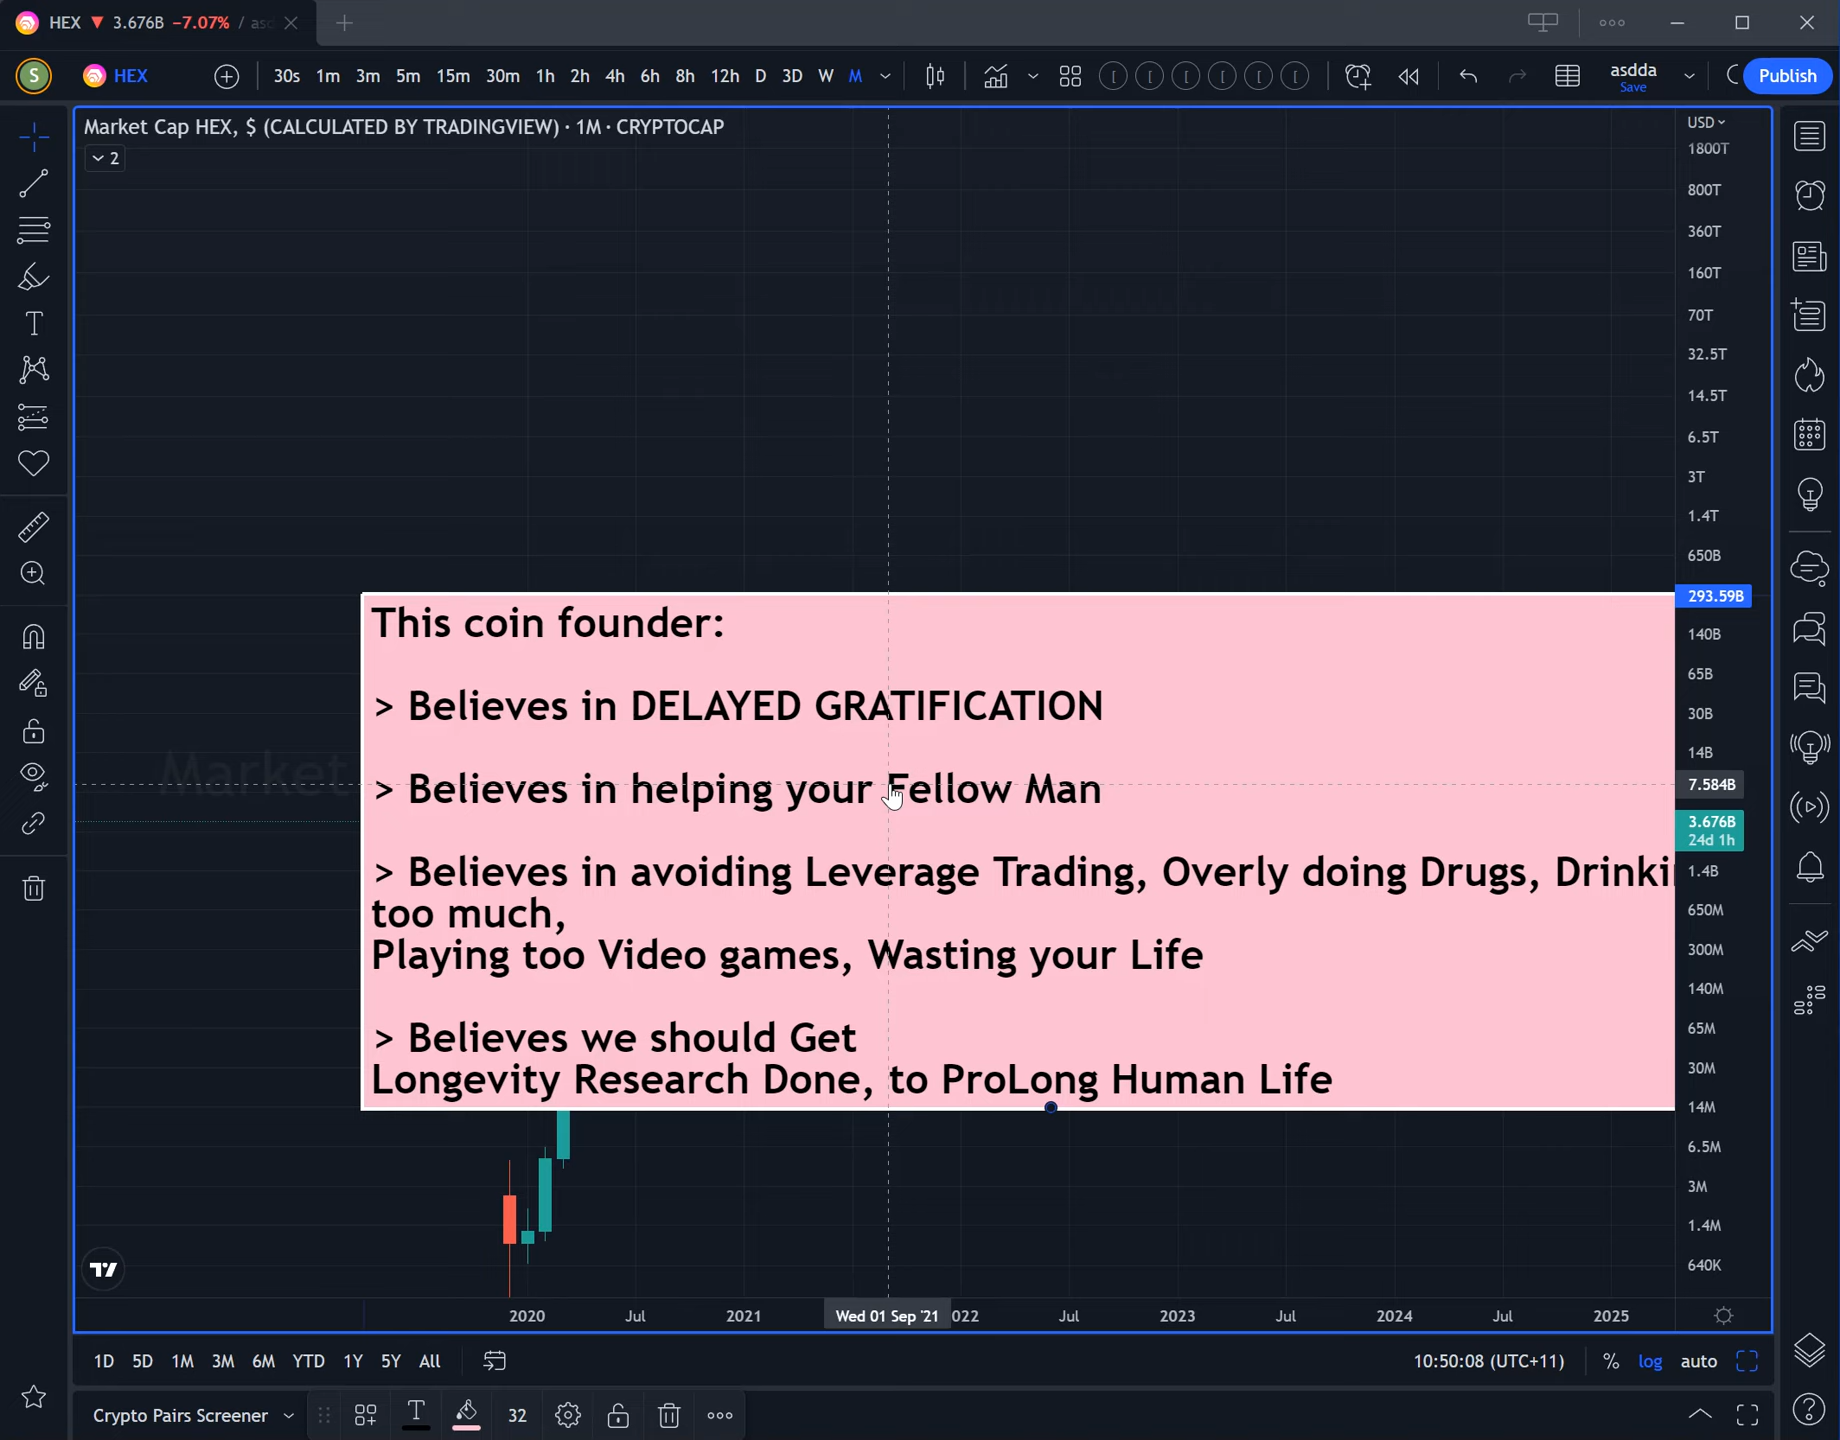 HEX ▼ 3.676B −7.07% / asd
S
HEX
30s 1m 3m 5m 15m 30m 1h 2h 4h 6h 8h 12h D 3D W M
asdda
Save
Publish
Market Cap HEX, $ (CALCULATED BY TRADINGVIEW) · 1M · CRYPTOCAP
2
USD
1800T
800T
360T
160T
70T
32.5T
14.5T
6.5T
3T
1.4T
650B
293.59B
140B
65B
30B
14B
7.584B
3.676B
24d 1h
1.4B
650M
300M
140M
65M
30M
14M
6.5M
3M
1.4M
640K
Market
This coin founder:
> Believes in DELAYED GRATIFICATION
> Believes in helping your Fellow Man
> Believes in avoiding Leverage Trading, Overly doing Drugs, Drinki
too much,
Playing too Video games, Wasting your Life
> Believes we should Get
Longevity Research Done, to ProLong Human Life
2020 Jul 2021 Wed 01 Sep '21 022 Jul 2023 Jul 2024 Jul 2025
1D 5D 1M 3M 6M YTD 1Y 5Y All
10:50:08 (UTC+11) % log auto
Crypto Pairs Screener
T
32